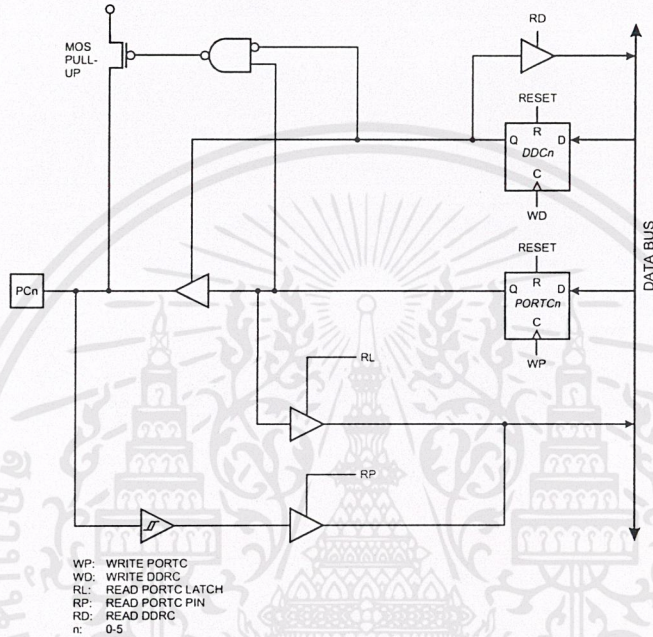 RD
MOS
PULL-
UP
RESET
R
Q
D
DDCn
C
WD
RESET
R
Q
D
PORTCn
C
WP
DATA BUS
PCn
RL
RP
WP: WRITE PORTC
WD: WRITE DDRC
RL: READ PORTC LATCH
RP: READ PORTC PIN
RD: READ DDRC
n: 0-5